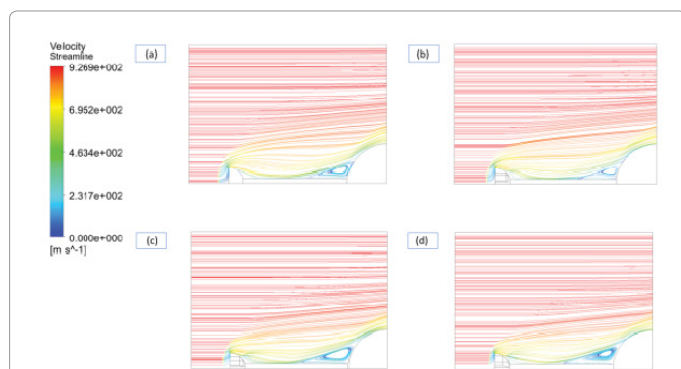 Velocity
Streamline
(a)
(b)
9.269e+002
6.952e+002
4.634e+002
2.317e+002
0.000e+000
[m s^-1]
(c)
(d)